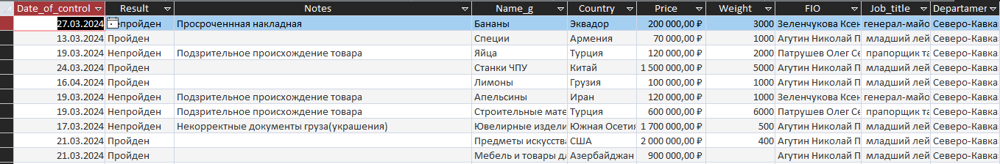 Date_of_control Result Notes Name_g Country Price Weight FIO Job_title Departamen
27.03.2024 Непройден Просроченнная накладная Бананы Эквадор 200 000,00 ₽ 3000 Зеленчукова Ксен генерал-майо Северо-Кавка
13.03.2024 Пройден Специи Армения 70 000,00 ₽ 1000 Агутин Николай П младший лей Северо-Кавка
19.03.2024 Непройден Подзрительное происхождение товара Яйца Турция 120 000,00 ₽ 2000 Патрушев Олег Се прапорщик та Северо-Кавка
24.03.2024 Пройден Станки ЧПУ Китай 1 500 000,00 ₽ 5000 Агутин Николай П младший лей Северо-Кавка
16.04.2024 Пройден Лимоны Грузия 100 000,00 ₽ 1000 Агутин Николай П младший лей Северо-Кавка
19.03.2024 Непройден Подзрительное происхождение товара Апельсины Иран 120 000,00 ₽ 1000 Зеленчукова Ксен генерал-майо Северо-Кавка
19.03.2024 Непройден Подзрительное происхождение товара Строительные мате Турция 600 000,00 ₽ 6000 Патрушев Олег Се прапорщик та Северо-Кавка
17.03.2024 Непройден Некорректные документы груза(украшения) Ювелирные издели Южная Осетия 1 700 000,00 ₽ 500 Агутин Николай П младший лей Северо-Кавка
21.03.2024 Пройден Предметы искусства США 2 000 000,00 ₽ 400 Агутин Николай П младший лей Северо-Кавка
21.03.2024 Пройден Мебель и товары дл Азербайджан 900 000,00 ₽ Агутин Николай П младший лей Северо-Кавка